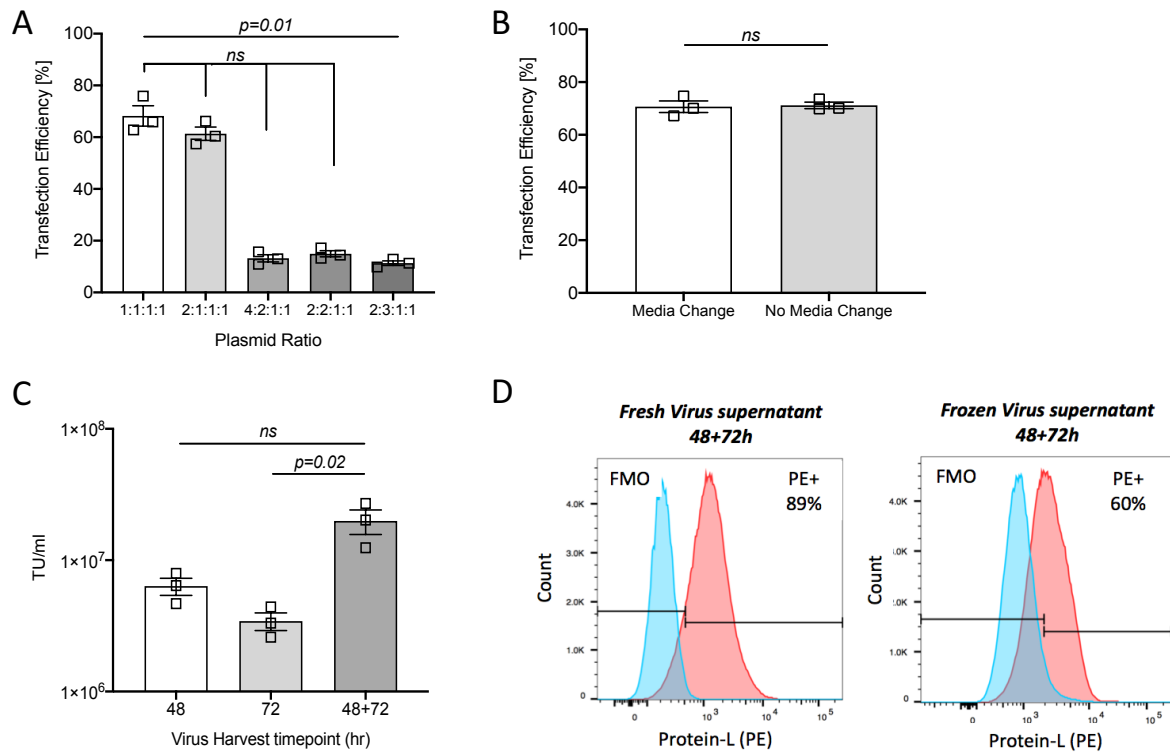 A
p=0.01
ns
Transfection Efficiency [%]
100
80
60
40
20
0
1:1:1:1
2:1:1:1
4:2:1:1
2:2:1:1
2:3:1:1
Plasmid Ratio
B
ns
Transfection Efficiency [%]
100
80
60
40
20
0
Media Change
No Media Change
C
ns
p=0.02
TU/ml
1×10⁸
1×10⁷
1×10⁶
48
72
48+72
Virus Harvest timepoint (hr)
D
Fresh Virus supernatant
48+72h
FMO
PE+
89%
Count
4.0K
3.0K
2.0K
1.0K
0
0
10³
10⁴
10⁵
Protein-L (PE)
Frozen Virus supernatant
48+72h
FMO
PE+
60%
Count
4.0K
3.0K
2.0K
.0K
0
0
10³
10⁴
10⁵
Protein-L (PE)